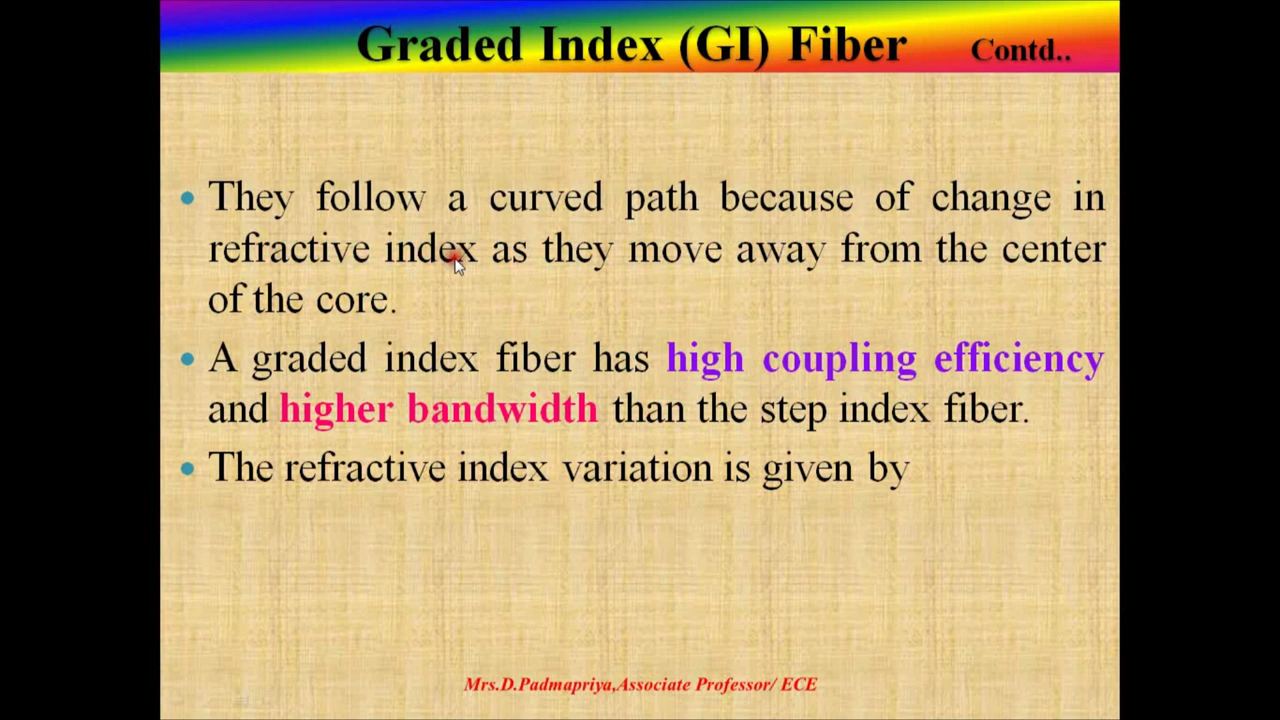 Graded Index (GI) Fiber Contd..
• They follow a curved path because of change in
refractive index as they move away from the center
of the core.
• A graded index fiber has high coupling efficiency
and higher bandwidth than the step index fiber.
• The refractive index variation is given by
Mrs.D.Padmapriya,Associate Professor/ ECE